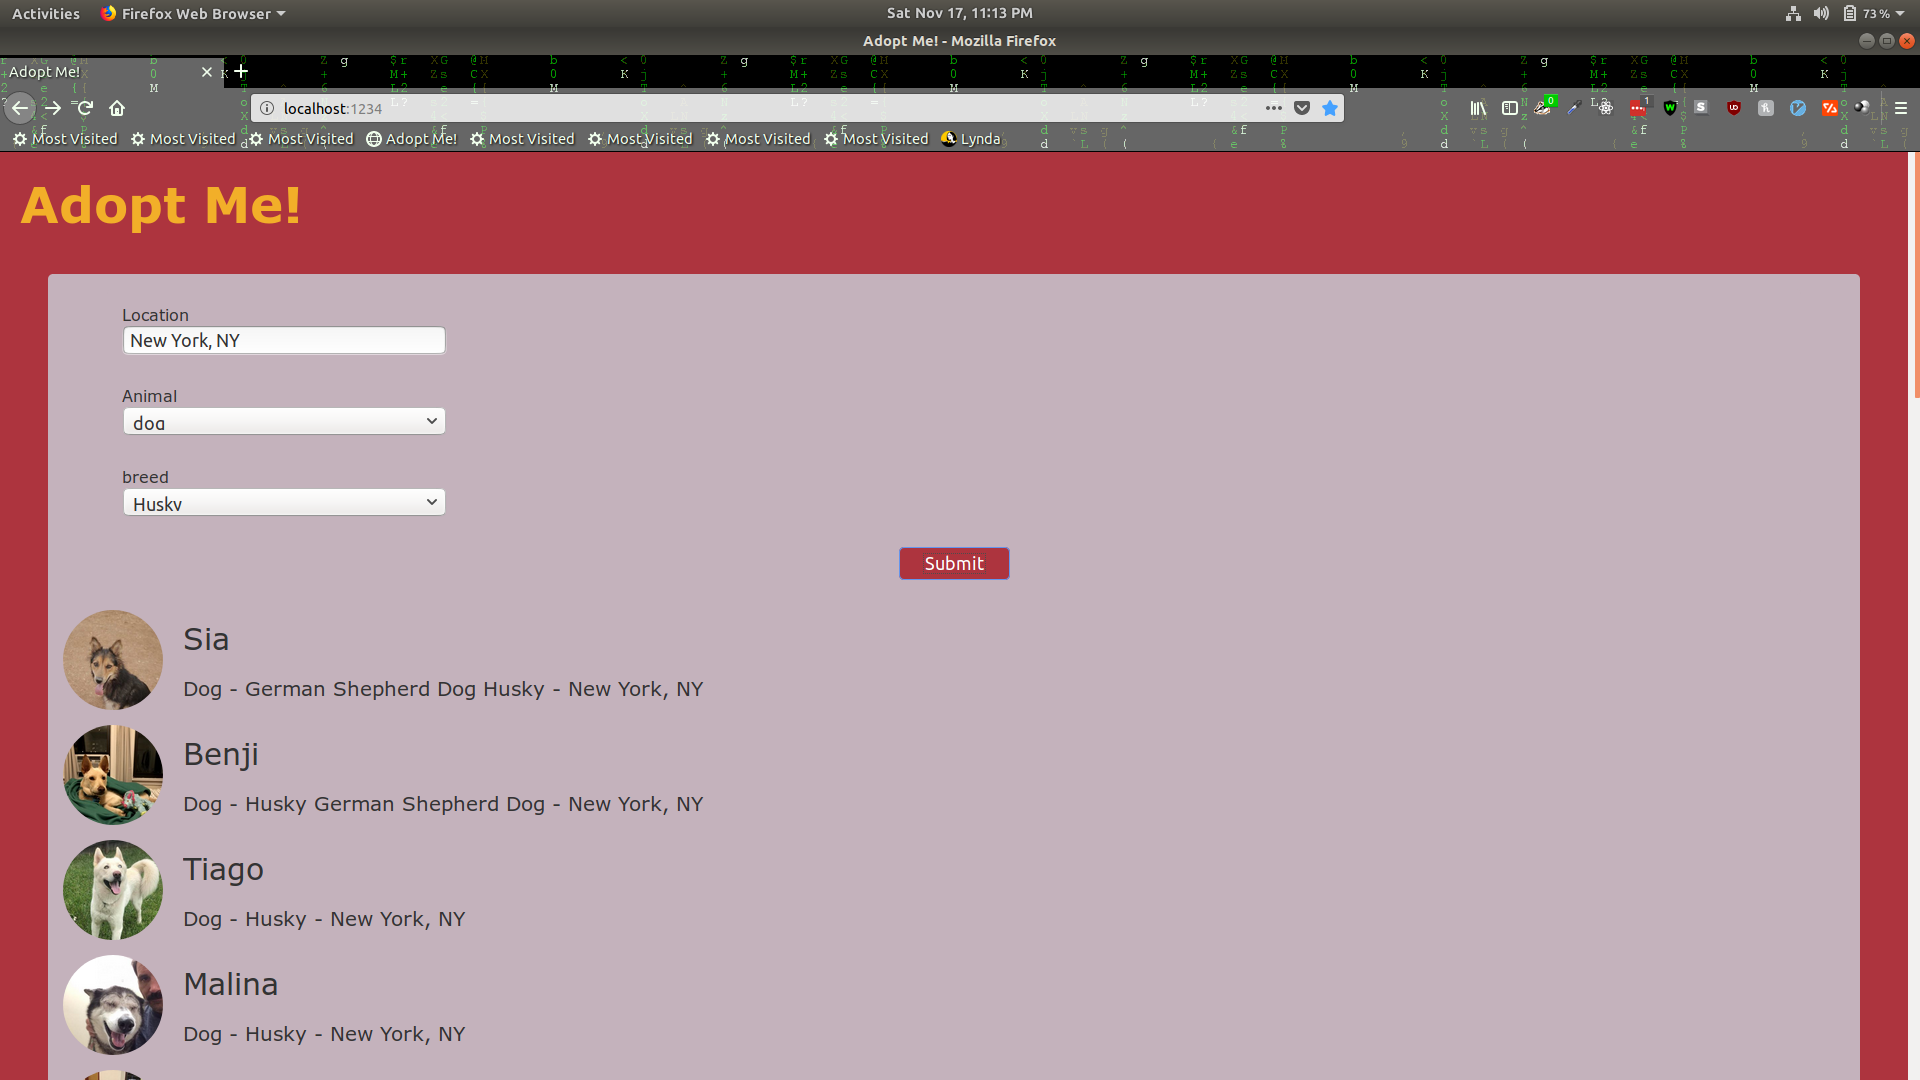 Activities Firefox Web Browser Sat Nov 17, 11:13 PM 73%
Adopt Me! - Mozilla Firefox
Adopt Me!
localhost:1234
Most Visited Most Visited Most Visited Adopt Me! Most Visited Most Visited Most Visited Most Visited Lynda
Adopt Me!
Location
New York, NY
Animal
dog
breed
Husky
Submit
Sia
Dog - German Shepherd Dog Husky - New York, NY
Benji
Dog - Husky German Shepherd Dog - New York, NY
Tiago
Dog - Husky - New York, NY
Malina
Dog - Husky - New York, NY